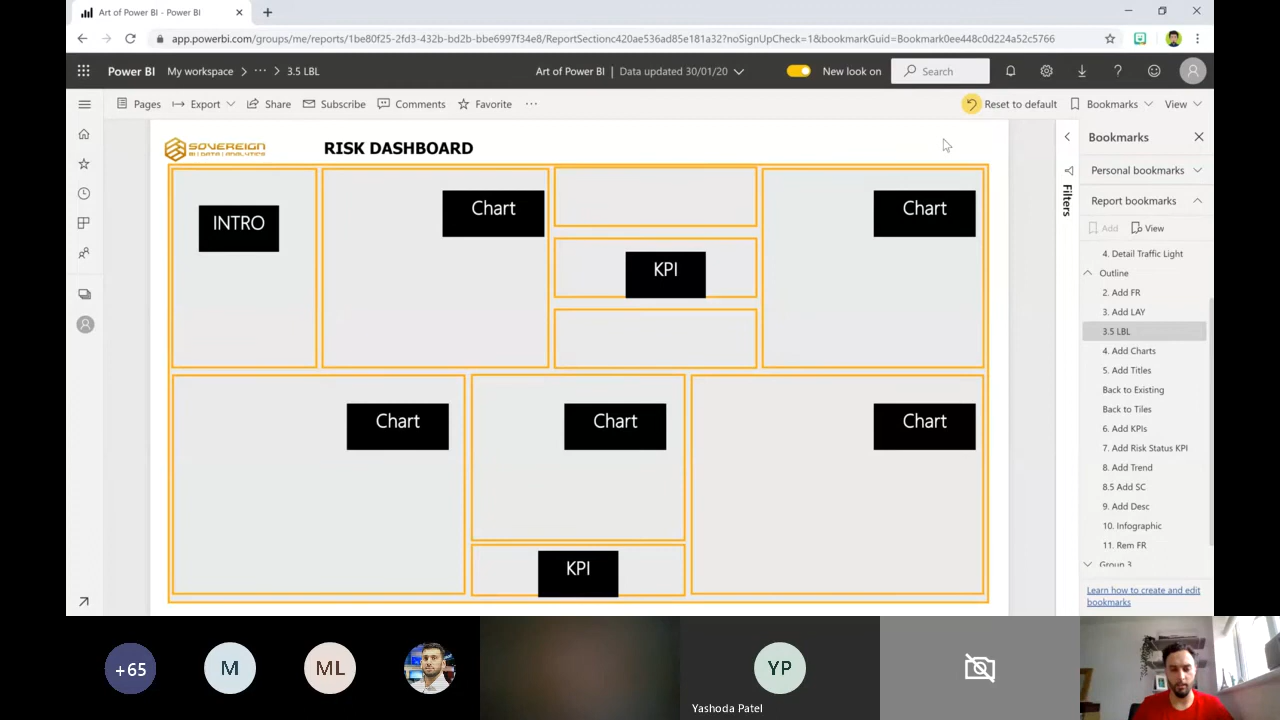 Art of Power BI - Power BI
app.powerbi.com/groups/me/reports/1be80f25-2fd3-432b-bd2b-bbe6997f34e8/ReportSectionc420ae536ad85e181a32?noSignUpCheck=1&bookmarkGuid=Bookmark0ee448c0d224a52c5776
Power BI My workspace > ... > 3.5 LBL
Art of Power BI | Data updated 30/01/20
New look on
Search
Pages Export Share Subscribe Comments Favorite ...
Reset to default Bookmarks View
SOVEREIGN
BI | DATA | ANALYTICS
RISK DASHBOARD
INTRO
Chart
KPI
Chart
Chart
Chart
KPI
Chart
Filters
Bookmarks
Personal bookmarks
Report bookmarks
Add View
4. Detail Traffic Light
Outline
2. Add FR
3. Add LAY
3.5 LBL
4. Add Charts
5. Add Titles
Back to Existing
Back to Tiles
6. Add KPIs
7. Add Risk Status KPI
8. Add Trend
8.5 Add SC
9. Add Desc
10. Infographic
11. Rem FR
Group 3
Learn how to create and edit
bookmarks
+65
M
ML
YP
Yashoda Patel